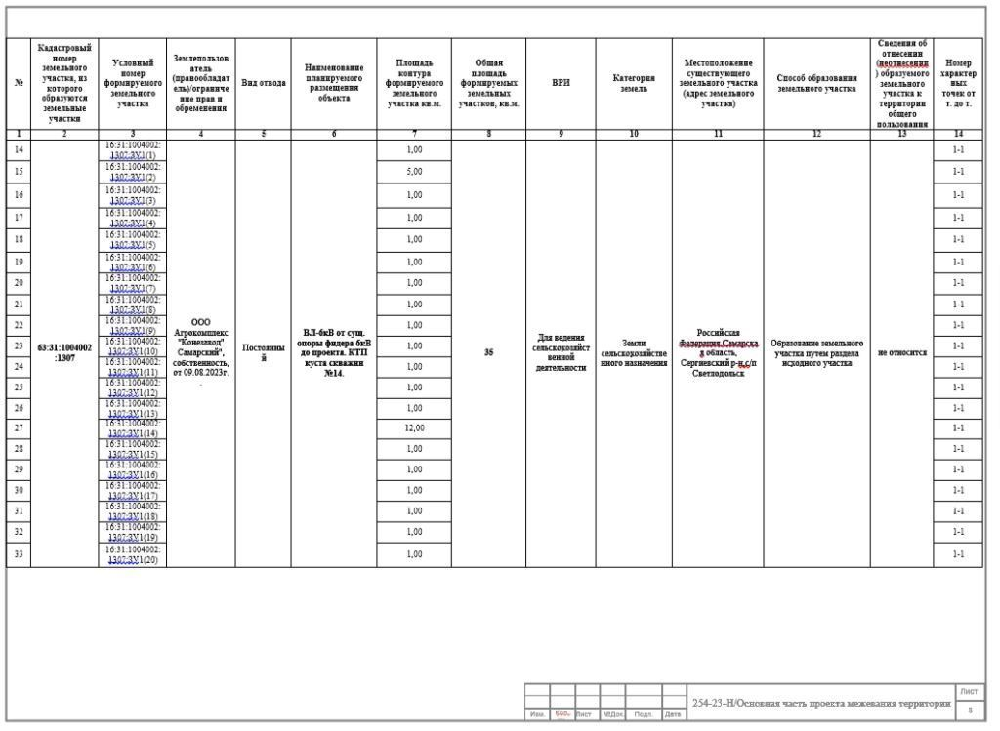 №
Кадастровый
номер
земельного
участка, из
которого
образуются
земельные
участки
Условный
номер
формируемого
земельного
участка
Землепользов
атель
(правообладат
ель)/ограниче
ние прав и
обременения
Вид отвода
Наименование
планируемого
размещения
объекта
Площадь
контура
формируемого
земельного
участка кв.м.
Общая
площадь
формируемых
земельных
участков, кв.м.
ВРИ
Категория
земель
Местоположение
существующего
земельного участка
(адрес земельного
участка)
Способ образования
земельного участка
Сведения об
отнесении
(неотнесении
) образуемого
земельного
участка к
территории
общего
пользования
Номер
характер
ных
точек от
т. до т.
1 2 3 4 5 6 7 8 9 10 11 12 13 14
14 16:31:1004002: 1,00 1-1
1307:ЗУ1(1)
15 16:31:1004002: 5,00 1-1
1307:ЗУ1(2)
16 16:31:1004002: 1,00 1-1
1307:ЗУ1(3)
17 16:31:1004002: 1,00 1-1
1307:ЗУ1(4)
18 16:31:1004002: 1,00 1-1
1307:ЗУ1(5)
19 16:31:1004002: 1,00 1-1
1307:ЗУ1(6)
20 16:31:1004002: 1,00 1-1
1307:ЗУ1(7)
21 16:31:1004002: 1,00 1-1
1307:ЗУ1(8)
22 16:31:1004002: 1,00 1-1
1307:ЗУ1(9)
23 16:31:1004002: 1,00 1-1
1307:ЗУ1(10)
24 16:31:1004002: 1,00 1-1
1307:ЗУ1(11)
25 16:31:1004002: 1,00 1-1
1307:ЗУ1(12)
26 16:31:1004002: 1,00 1-1
1307:ЗУ1(13)
27 16:31:1004002: 12,00 1-1
1307:ЗУ1(14)
28 16:31:1004002: 1,00 1-1
1307:ЗУ1(15)
29 16:31:1004002: 1,00 1-1
1307:ЗУ1(16)
30 16:31:1004002: 1,00 1-1
1307:ЗУ1(17)
31 16:31:1004002: 1,00 1-1
1307:ЗУ1(18)
32 16:31:1004002: 1,00 1-1
1307:ЗУ1(19)
33 16:31:1004002: 1,00 1-1
1307:ЗУ1(20)
63:31:1004002
:1307
ООО
Агрокомплекс
"Конезавод"
Самарский",
собственность,
от 09.08.2023г.
.
Постоянны
й
ВЛ-6кВ от сущ.
опоры фидера 6кВ
до проекта. КТП
куста скважин
№14.
35
Для ведения
сельскохозяйст
венной
деятельности
Земли
сельскохозяйстве
нного назначения
Российская
Федерация,Самарска
я область,
Сергиевский р-н,с/п
Светлодольск
Образование земельного
участка путем раздела
исходного участка
не относится
254-23-Н/Основная часть проекта межевания территории
Лист
8
Изм. Кол. Лист №Док. Подп. Дата